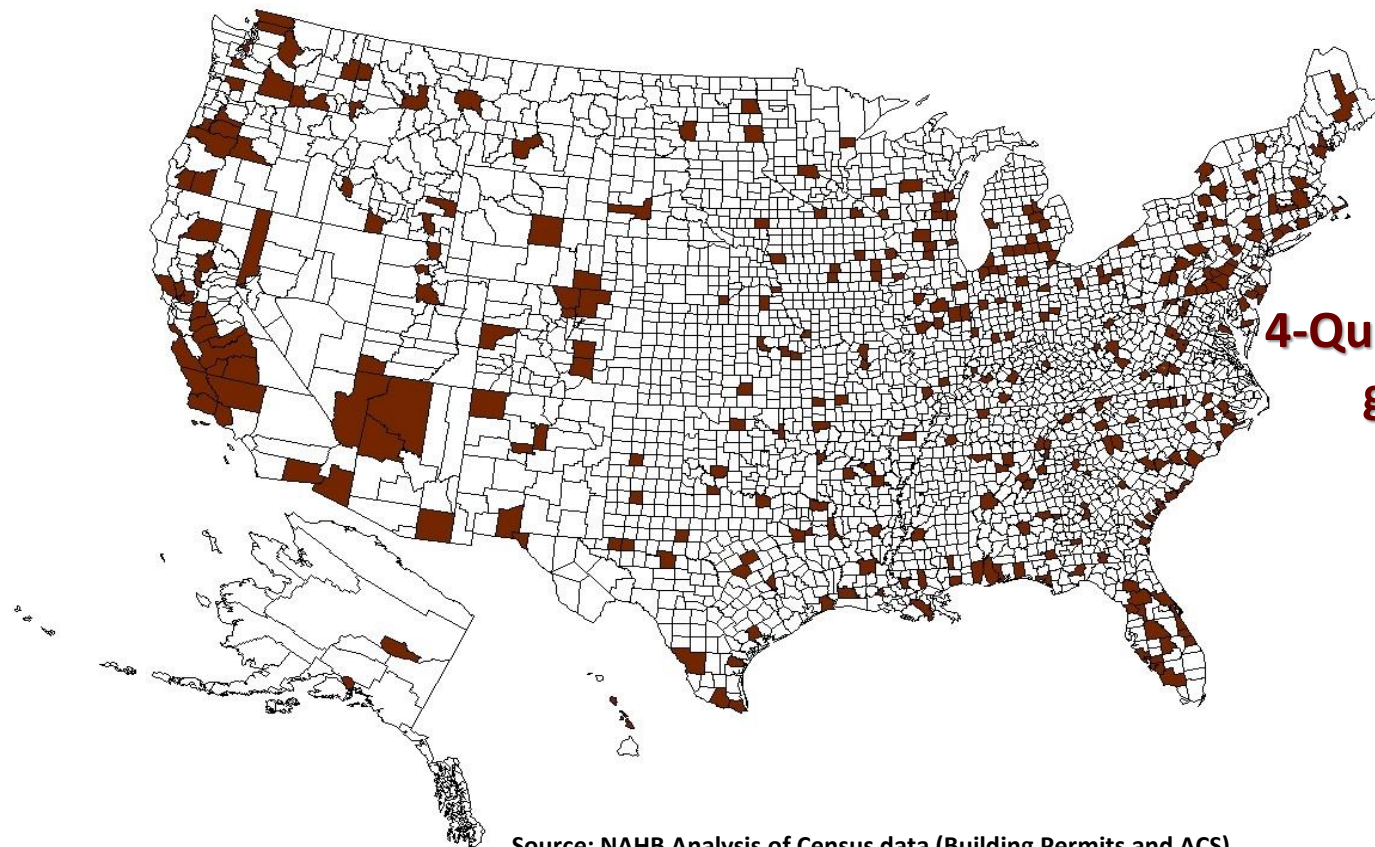 4-Qu
g
Source: NAHB Analysis of Census data (Building Permits and ACS)